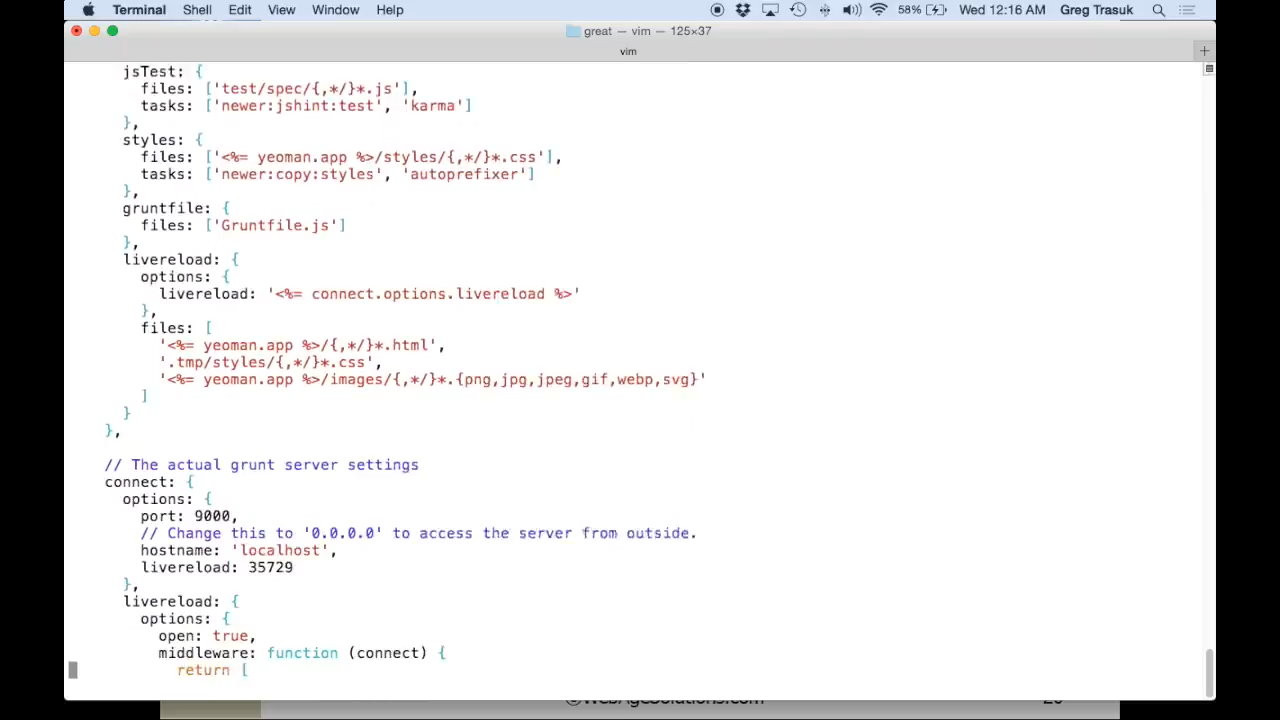 Terminal Shell Edit View Window Help 58% Wed 12:16 AM Greg Trasuk
great — vim — 125×37
vim
jsTest: {
files: ['test/spec/{,*/}*.js'],
tasks: ['newer:jshint:test', 'karma']
},
styles: {
files: ['<%= yeoman.app %>/styles/{,*/}*.css'],
tasks: ['newer:copy:styles', 'autoprefixer']
},
gruntfile: {
files: ['Gruntfile.js']
},
livereload: {
options: {
livereload: '<%= connect.options.livereload %>'
},
files: [
'<%= yeoman.app %>/{,*/}*.html',
'.tmp/styles/{,*/}*.css',
'<%= yeoman.app %>/images/{,*/}*.{png,jpg,jpeg,gif,webp,svg}'
]
}
},
// The actual grunt server settings
connect: {
options: {
port: 9000,
// Change this to '0.0.0.0' to access the server from outside.
hostname: 'localhost',
livereload: 35729
},
livereload: {
options: {
open: true,
middleware: function (connect) {
return [